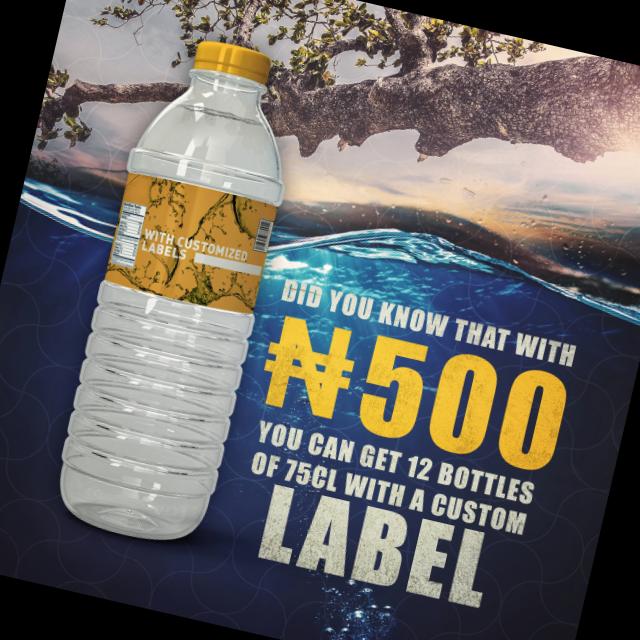 WITH CUSTOMIZED
LABELS
DID YOU KNOW THAT WITH
₦500
YOU CAN GET 12 BOTTLES
OF 75CL WITH A CUSTOM
LABEL